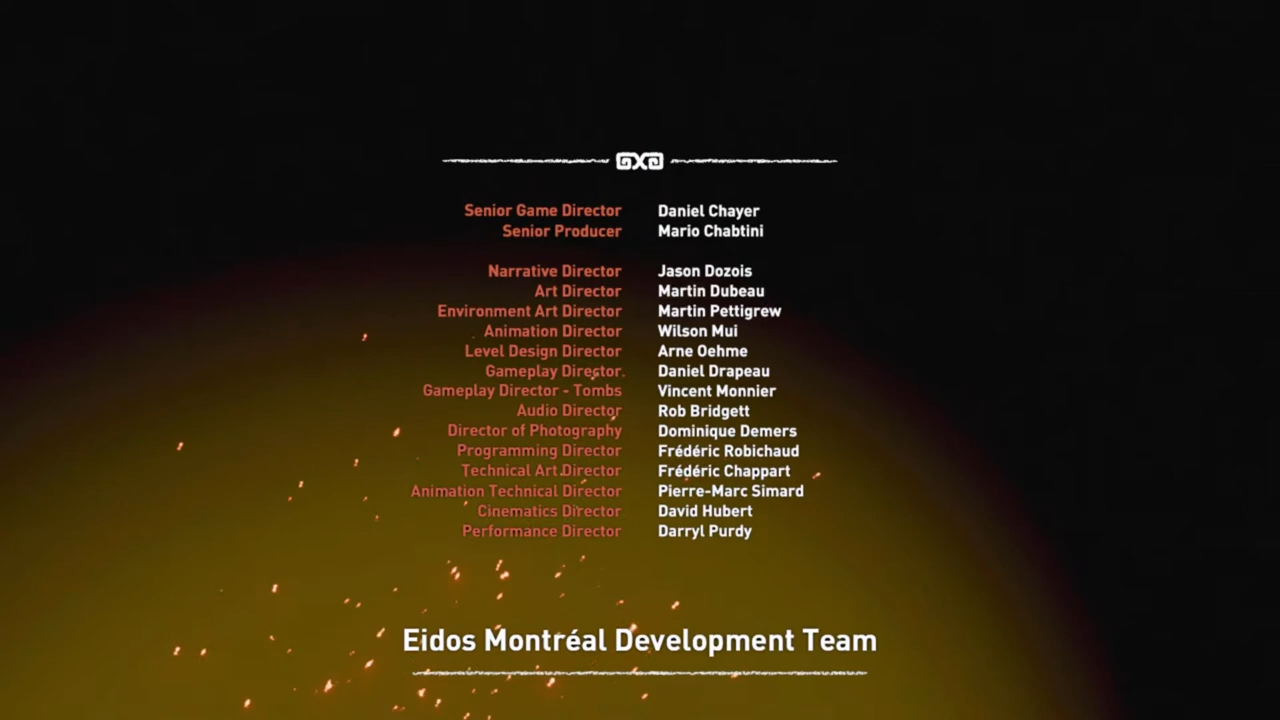 Senior Game Director Daniel Chayer
Senior Producer Mario Chabtini
Narrative Director Jason Dozois
Art Director Martin Dubeau
Environment Art Director Martin Pettigrew
Animation Director Wilson Mui
Level Design Director Arne Oehme
Gameplay Director Daniel Drapeau
Gameplay Director - Tombs Vincent Monnier
Audio Director Rob Bridgett
Director of Photography Dominique Demers
Programming Director Frédéric Robichaud
Technical Art Director Frédéric Chappart
Animation Technical Director Pierre-Marc Simard
Cinematics Director David Hubert
Performance Director Darryl Purdy
Eidos Montréal Development Team